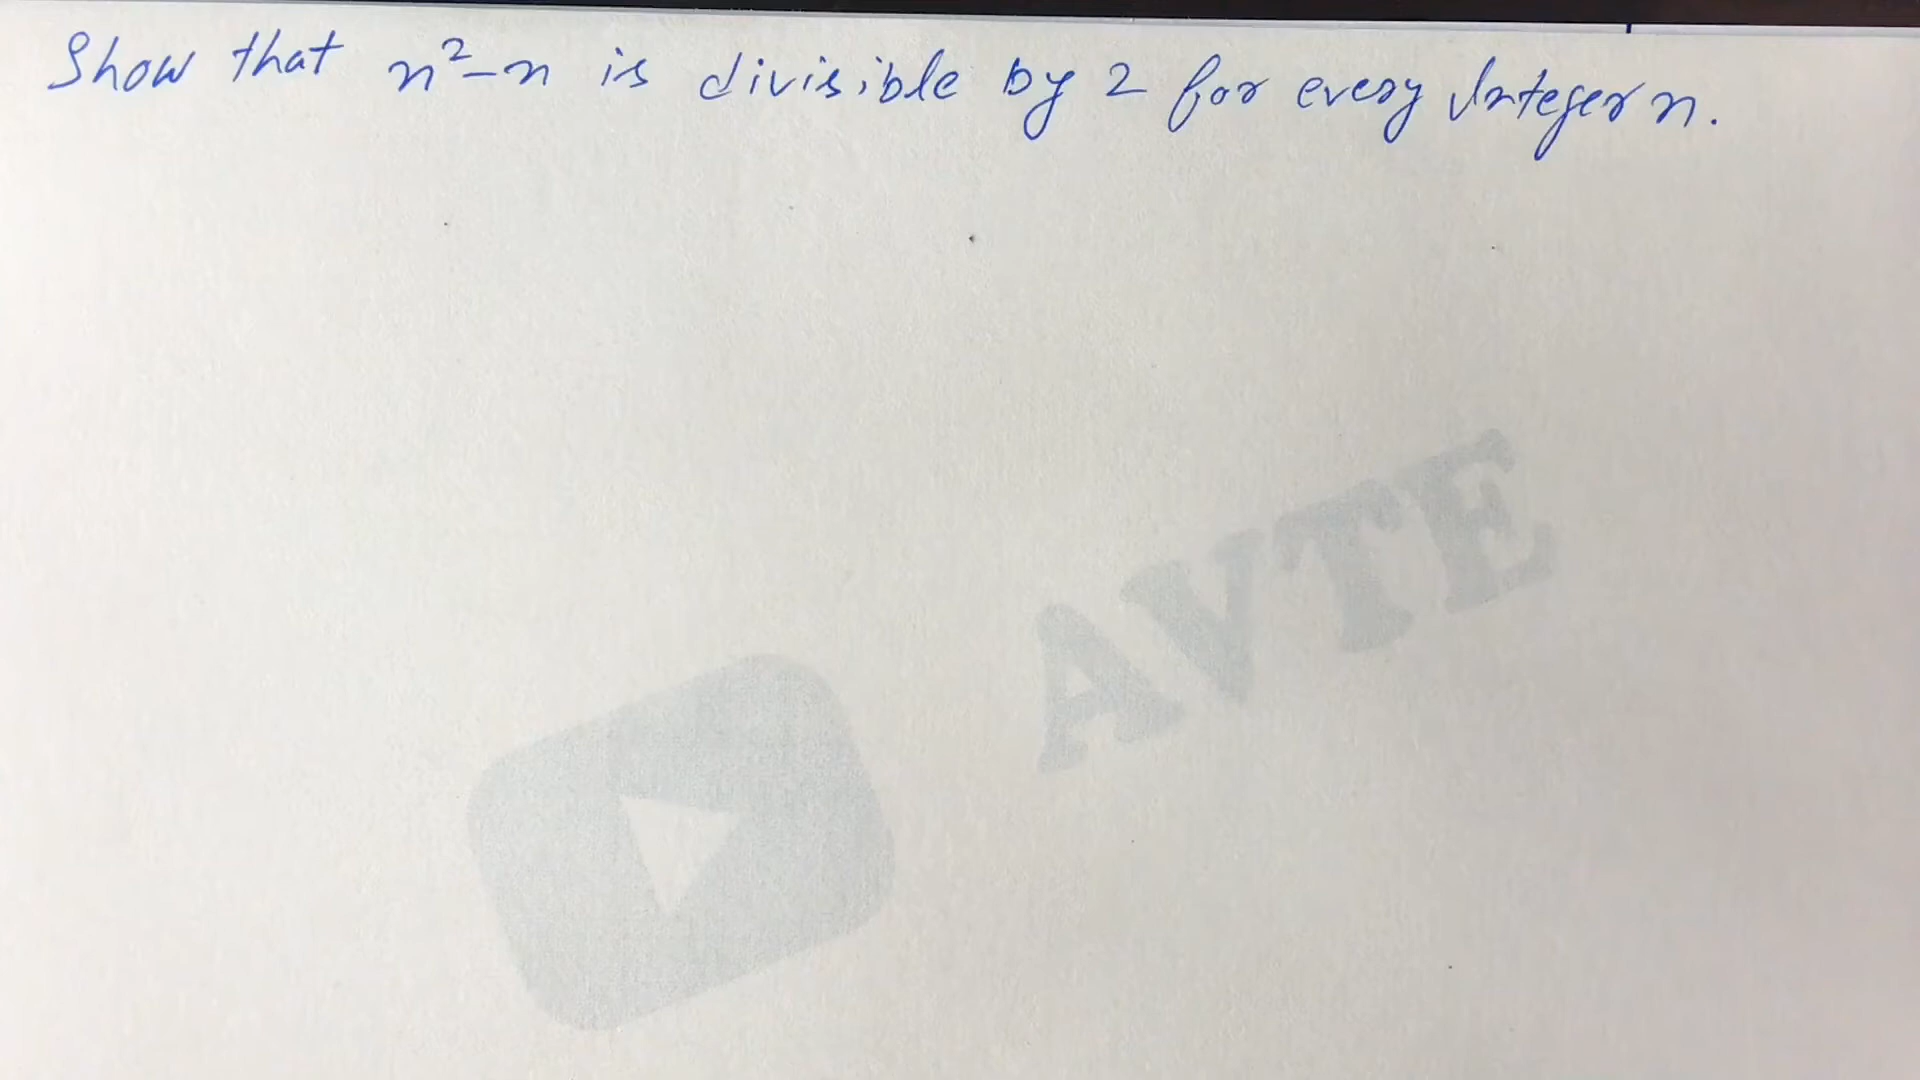 Show that n²-n is divisible by 2 for every Integer n.
AVTE